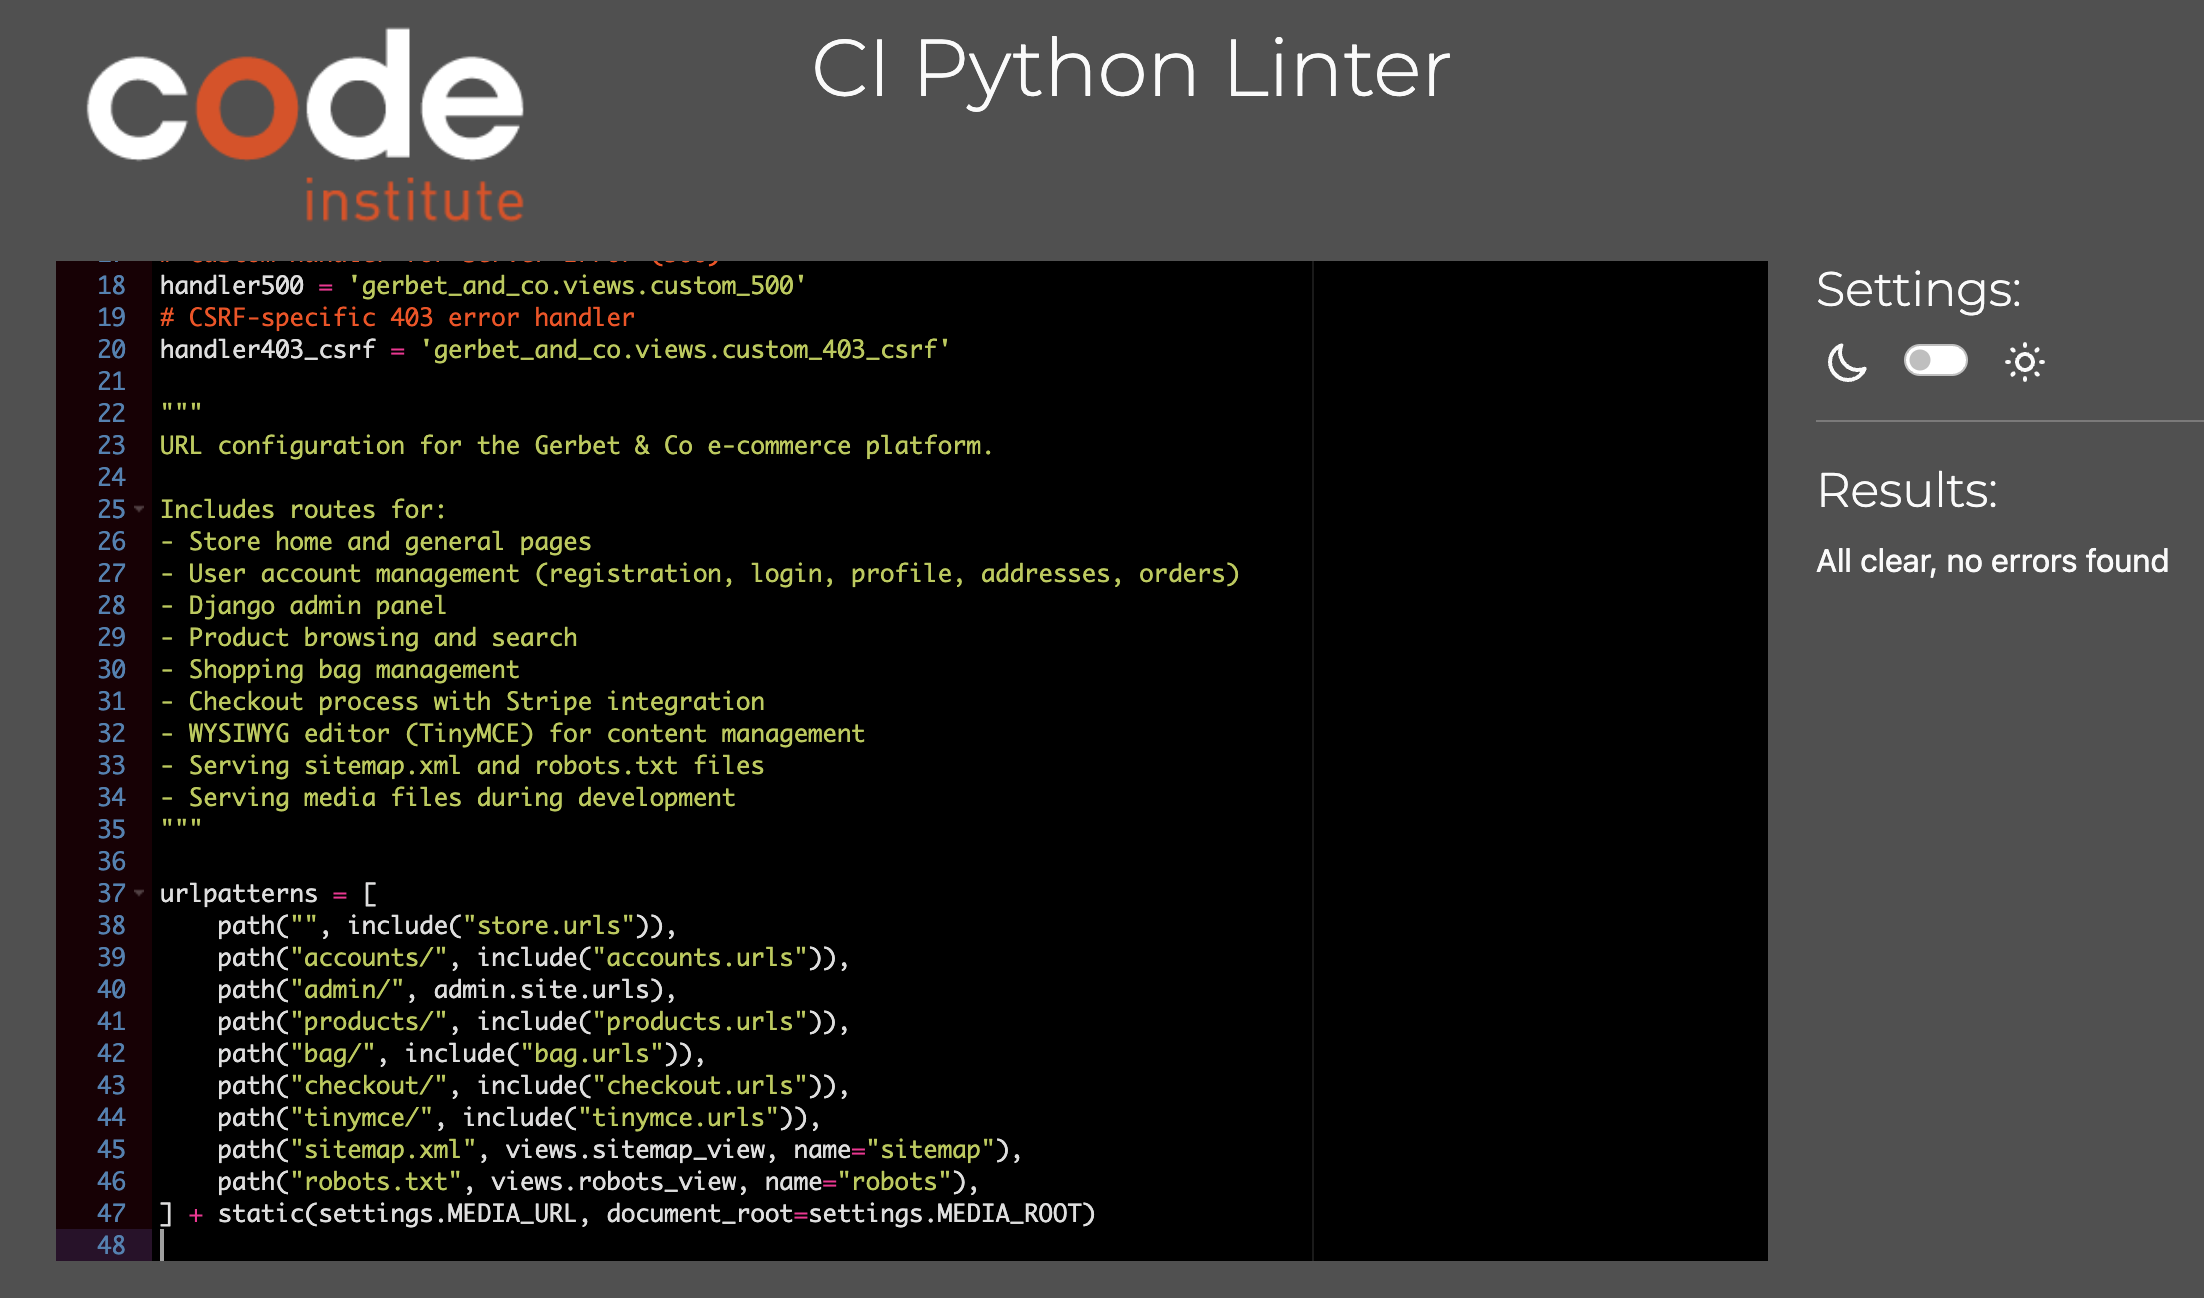 code
institute
CI Python Linter
18 handler500 = 'gerbet_and_co.views.custom_500'
19 # CSRF-specific 403 error handler
20 handler403_csrf = 'gerbet_and_co.views.custom_403_csrf'
21
22 """
23 URL configuration for the Gerbet & Co e-commerce platform.
24
25 Includes routes for:
26 - Store home and general pages
27 - User account management (registration, login, profile, addresses, orders)
28 - Django admin panel
29 - Product browsing and search
30 - Shopping bag management
31 - Checkout process with Stripe integration
32 - WYSIWYG editor (TinyMCE) for content management
33 - Serving sitemap.xml and robots.txt files
34 - Serving media files during development
35 """
36
37 urlpatterns = [
38     path("", include("store.urls")),
39     path("accounts/", include("accounts.urls")),
40     path("admin/", admin.site.urls),
41     path("products/", include("products.urls")),
42     path("bag/", include("bag.urls")),
43     path("checkout/", include("checkout.urls")),
44     path("tinymce/", include("tinymce.urls")),
45     path("sitemap.xml", views.sitemap_view, name="sitemap"),
46     path("robots.txt", views.robots_view, name="robots"),
47 ] + static(settings.MEDIA_URL, document_root=settings.MEDIA_ROOT)
48
Settings:
Results:
All clear, no errors found